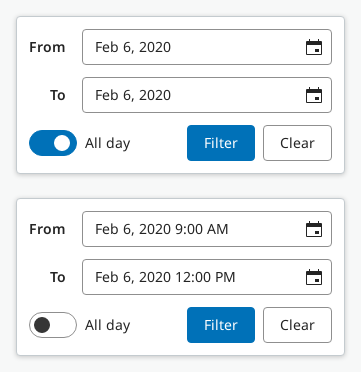 From Feb 6, 2020
To Feb 6, 2020
All day Filter Clear
From Feb 6, 2020 9:00 AM
To Feb 6, 2020 12:00 PM
All day Filter Clear